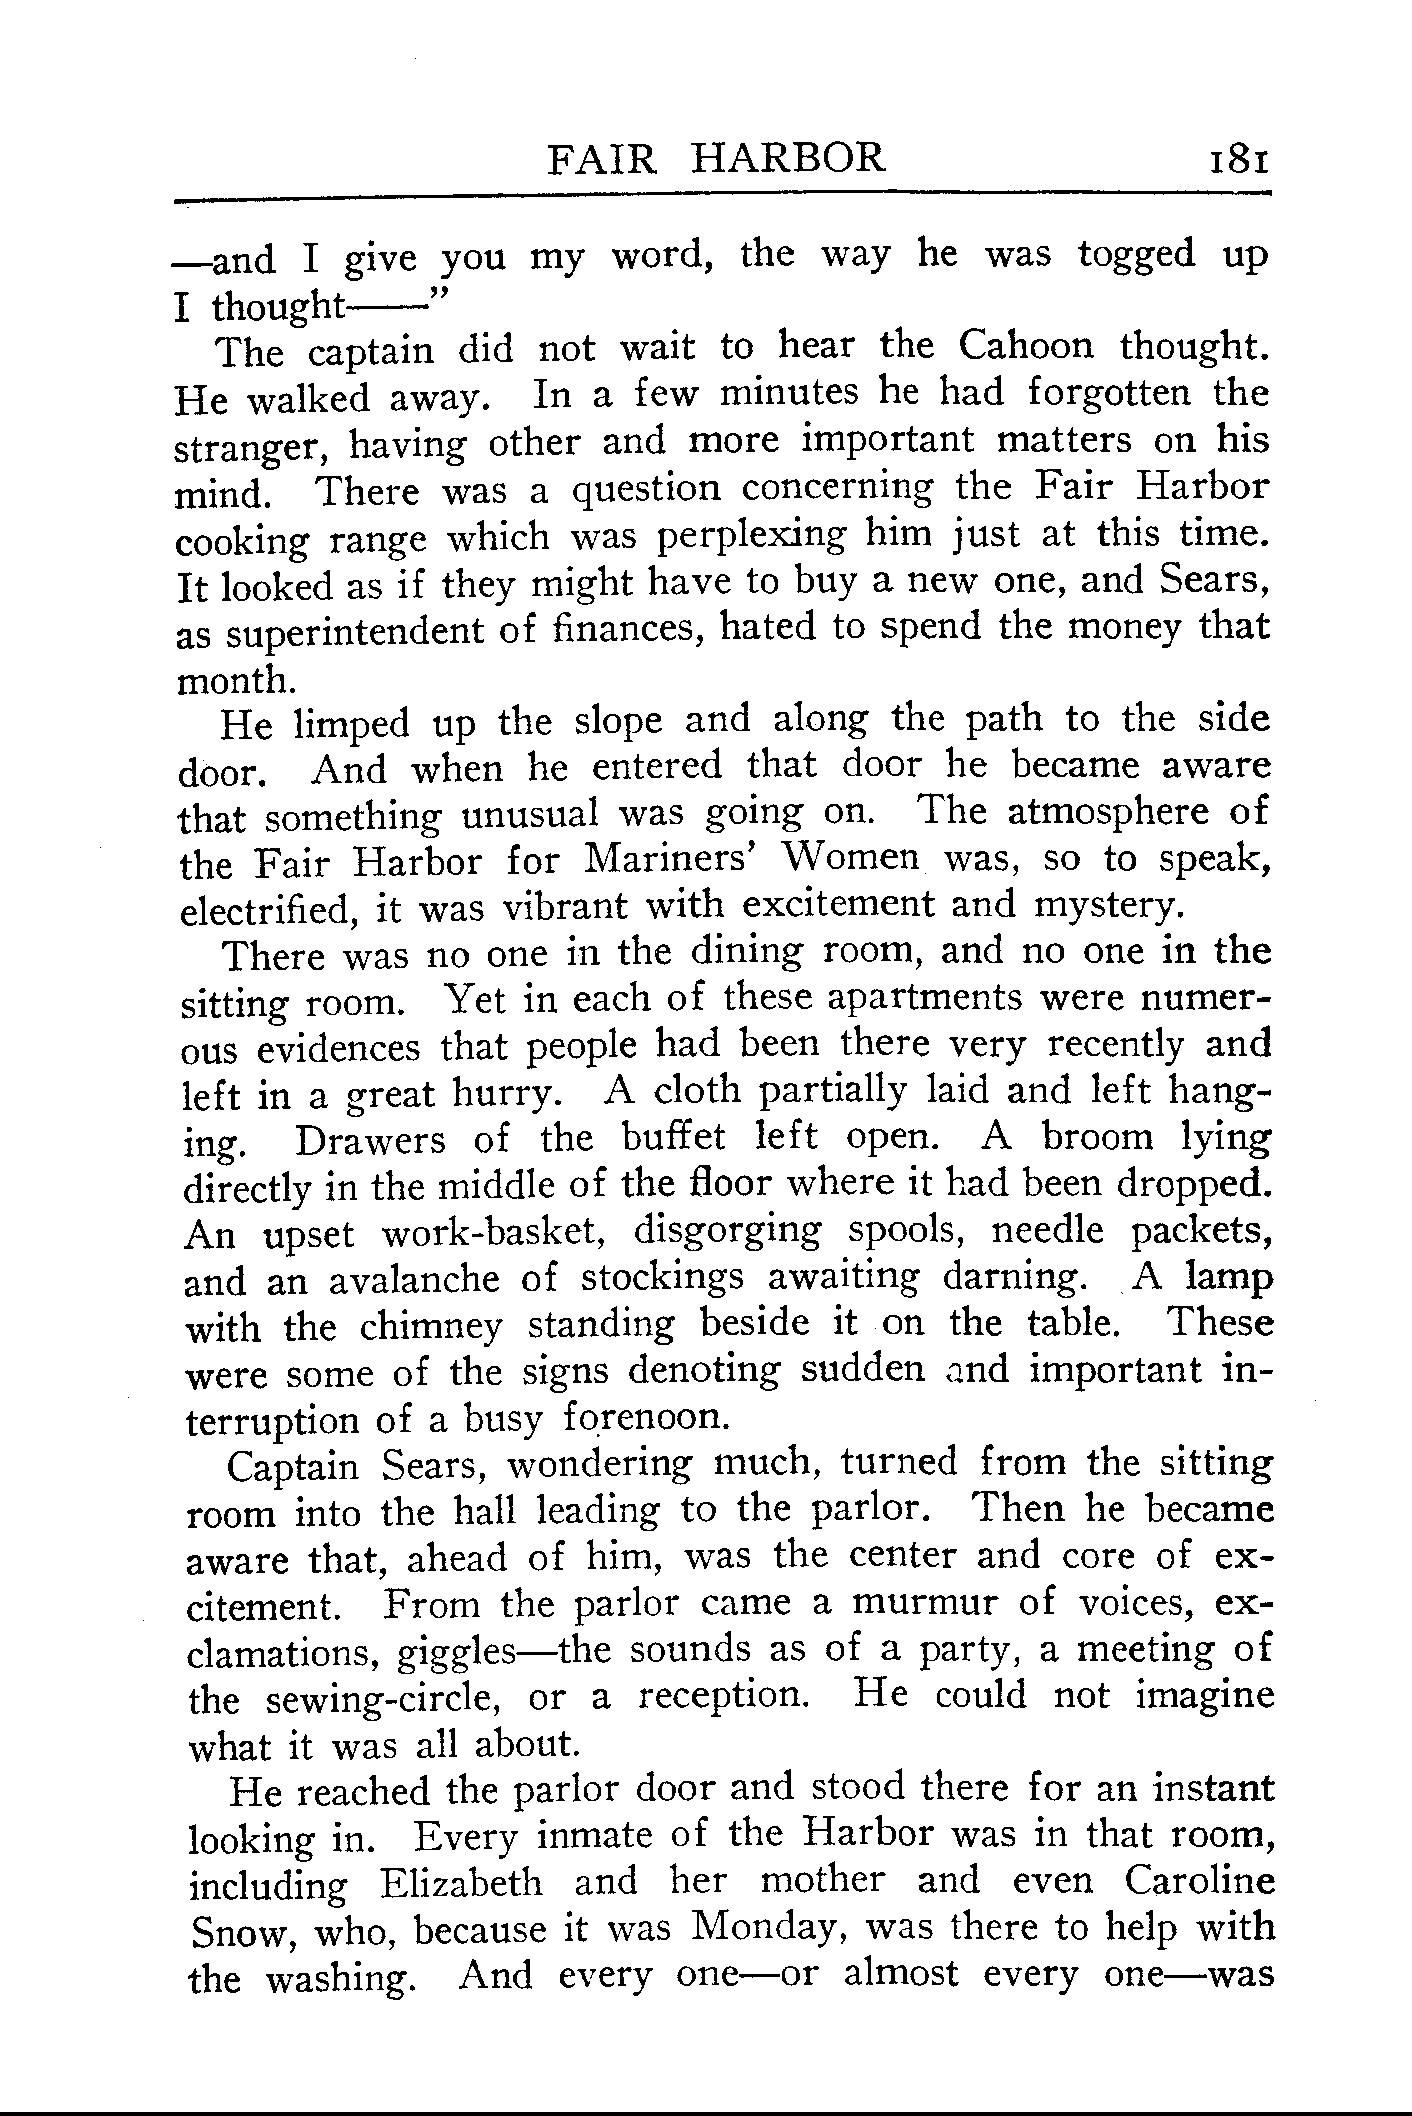 FAIR HARBOR 181
—and I give you my word, the way he was togged up
I thought——”
The captain did not wait to hear the Cahoon thought.
He walked away. In a few minutes he had forgotten the
stranger, having other and more important matters on his
mind. There was a question concerning the Fair Harbor
cooking range which was perplexing him just at this time.
It looked as if they might have to buy a new one, and Sears,
as superintendent of finances, hated to spend the money that
month.
He limped up the slope and along the path to the side
door. And when he entered that door he became aware
that something unusual was going on. The atmosphere of
the Fair Harbor for Mariners’ Women was, so to speak,
electrified, it was vibrant with excitement and mystery.
There was no one in the dining room, and no one in the
sitting room. Yet in each of these apartments were numer-
ous evidences that people had been there very recently and
left in a great hurry. A cloth partially laid and left hang-
ing. Drawers of the buffet left open. A broom lying
directly in the middle of the floor where it had been dropped.
An upset work-basket, disgorging spools, needle packets,
and an avalanche of stockings awaiting darning. A lamp
with the chimney standing beside it on the table. These
were some of the signs denoting sudden and important in-
terruption of a busy forenoon.
Captain Sears, wondering much, turned from the sitting
room into the hall leading to the parlor. Then he became
aware that, ahead of him, was the center and core of ex-
citement. From the parlor came a murmur of voices, ex-
clamations, giggles—the sounds as of a party, a meeting of
the sewing-circle, or a reception. He could not imagine
what it was all about.
He reached the parlor door and stood there for an instant
looking in. Every inmate of the Harbor was in that room,
including Elizabeth and her mother and even Caroline
Snow, who, because it was Monday, was there to help with
the washing. And every one—or almost every one—was